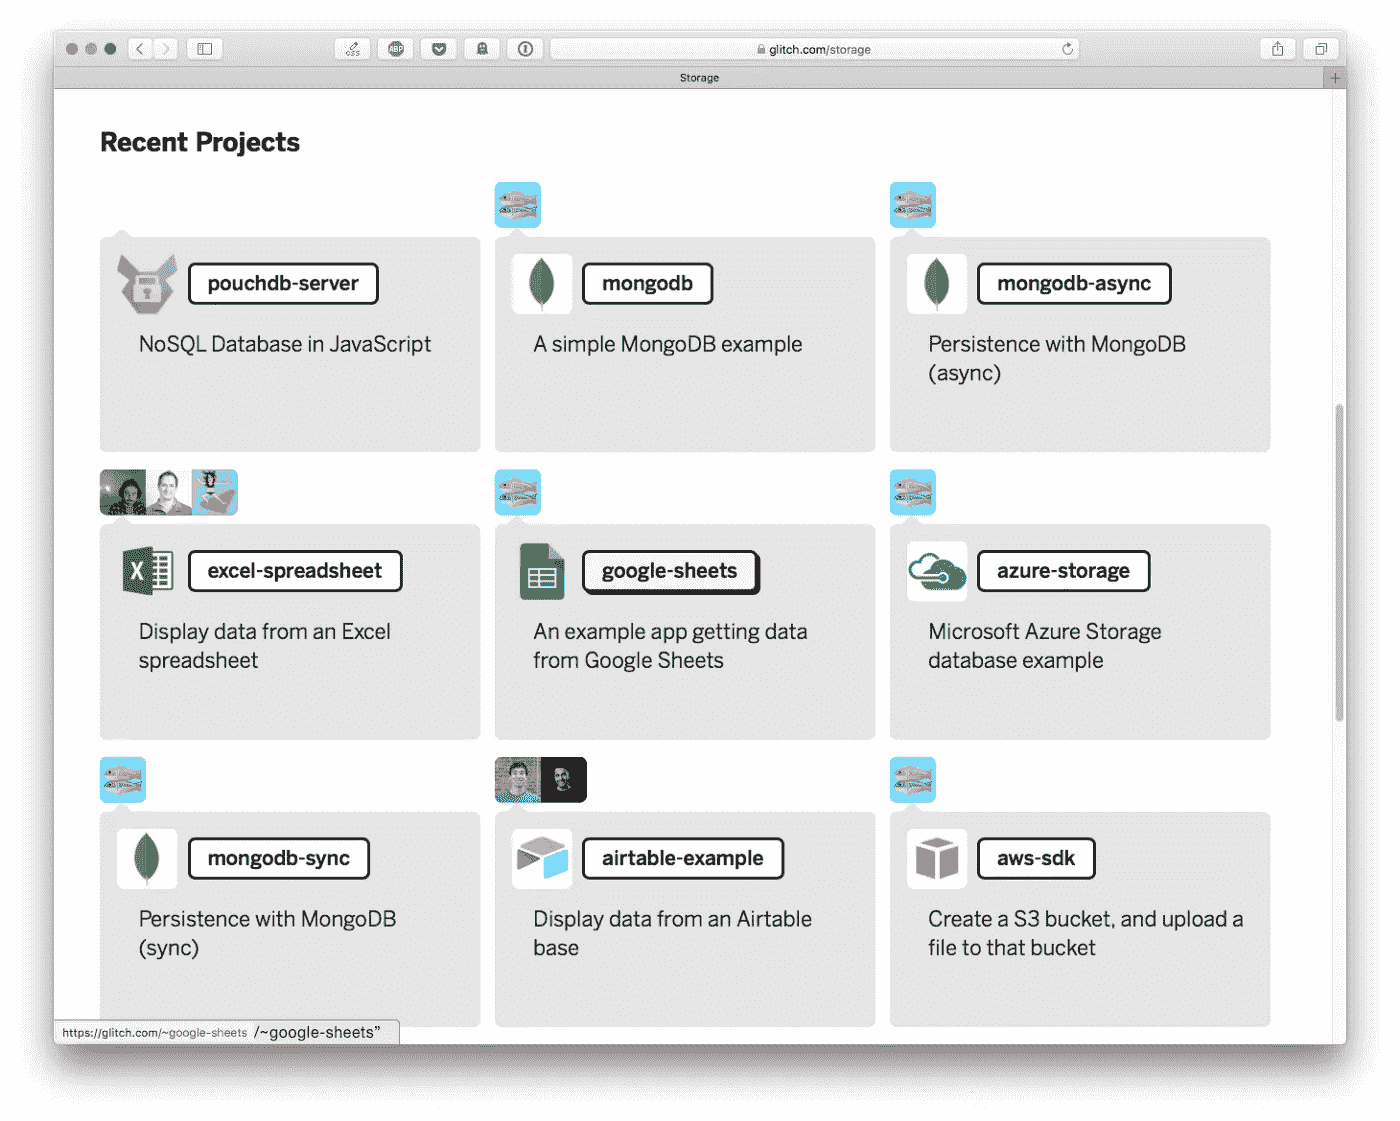 css
ABP
glitch.com/storage
Storage
Recent Projects
pouchdb-server
mongodb
mongodb-async
NoSQL Database in JavaScript
A simple MongoDB example
Persistence with MongoDB
(async)
X
excel-spreadsheet
google-sheets
azure-storage
Display data from an Excel
spreadsheet
An example app getting data
from Google Sheets
Microsoft Azure Storage
database example
mongodb-sync
airtable-example
aws-sdk
Persistence with MongoDB
(sync)
Display data from an Airtable
base
Create a S3 bucket, and upload a
file to that bucket
https://glitch.com/~google-sheets /~google-sheets”